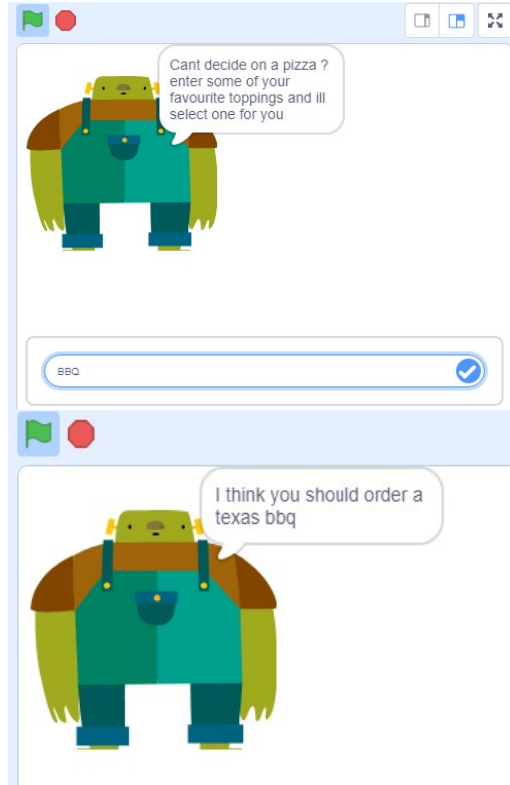 Cant decide on a pizza ?
enter some of your
favourite toppings and ill
select one for you
BBQ
I think you should order a
texas bbq